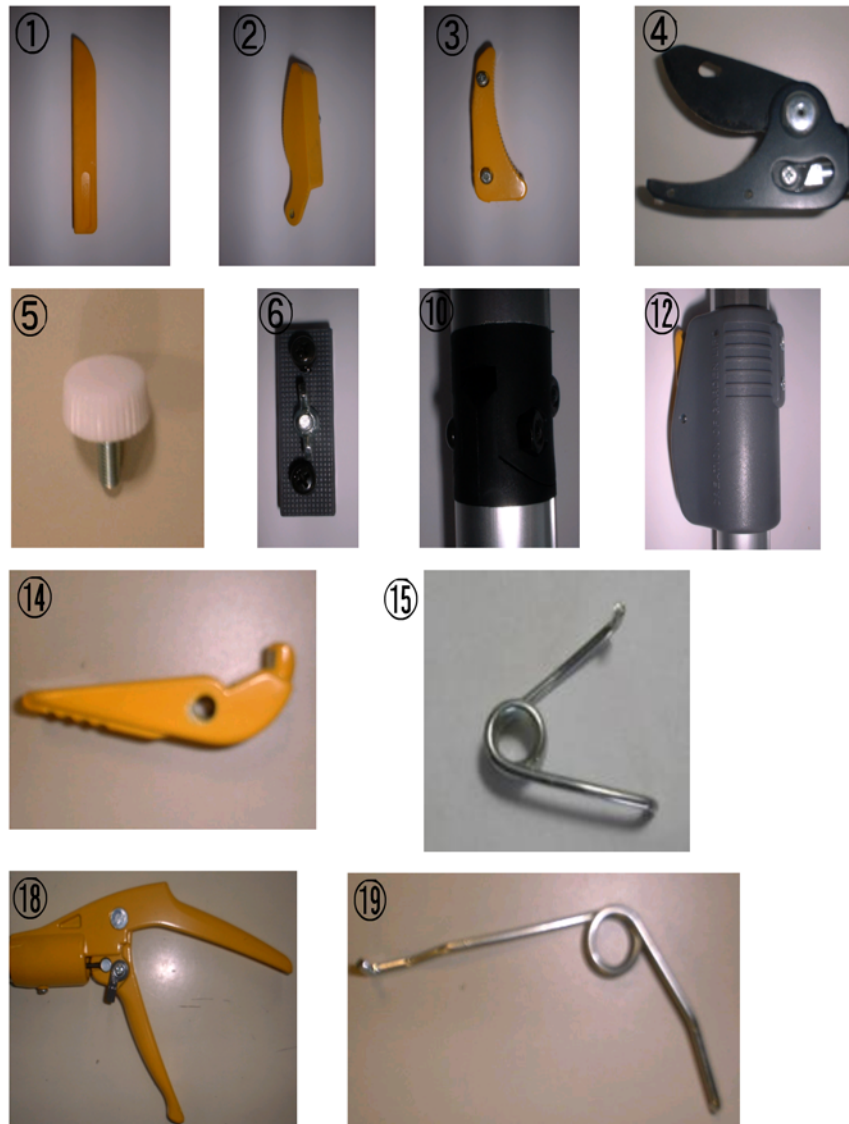 ① ② ③ ④
⑤ ⑥ ⑩ ⑫
⑭ ⑮
⑱ ⑲